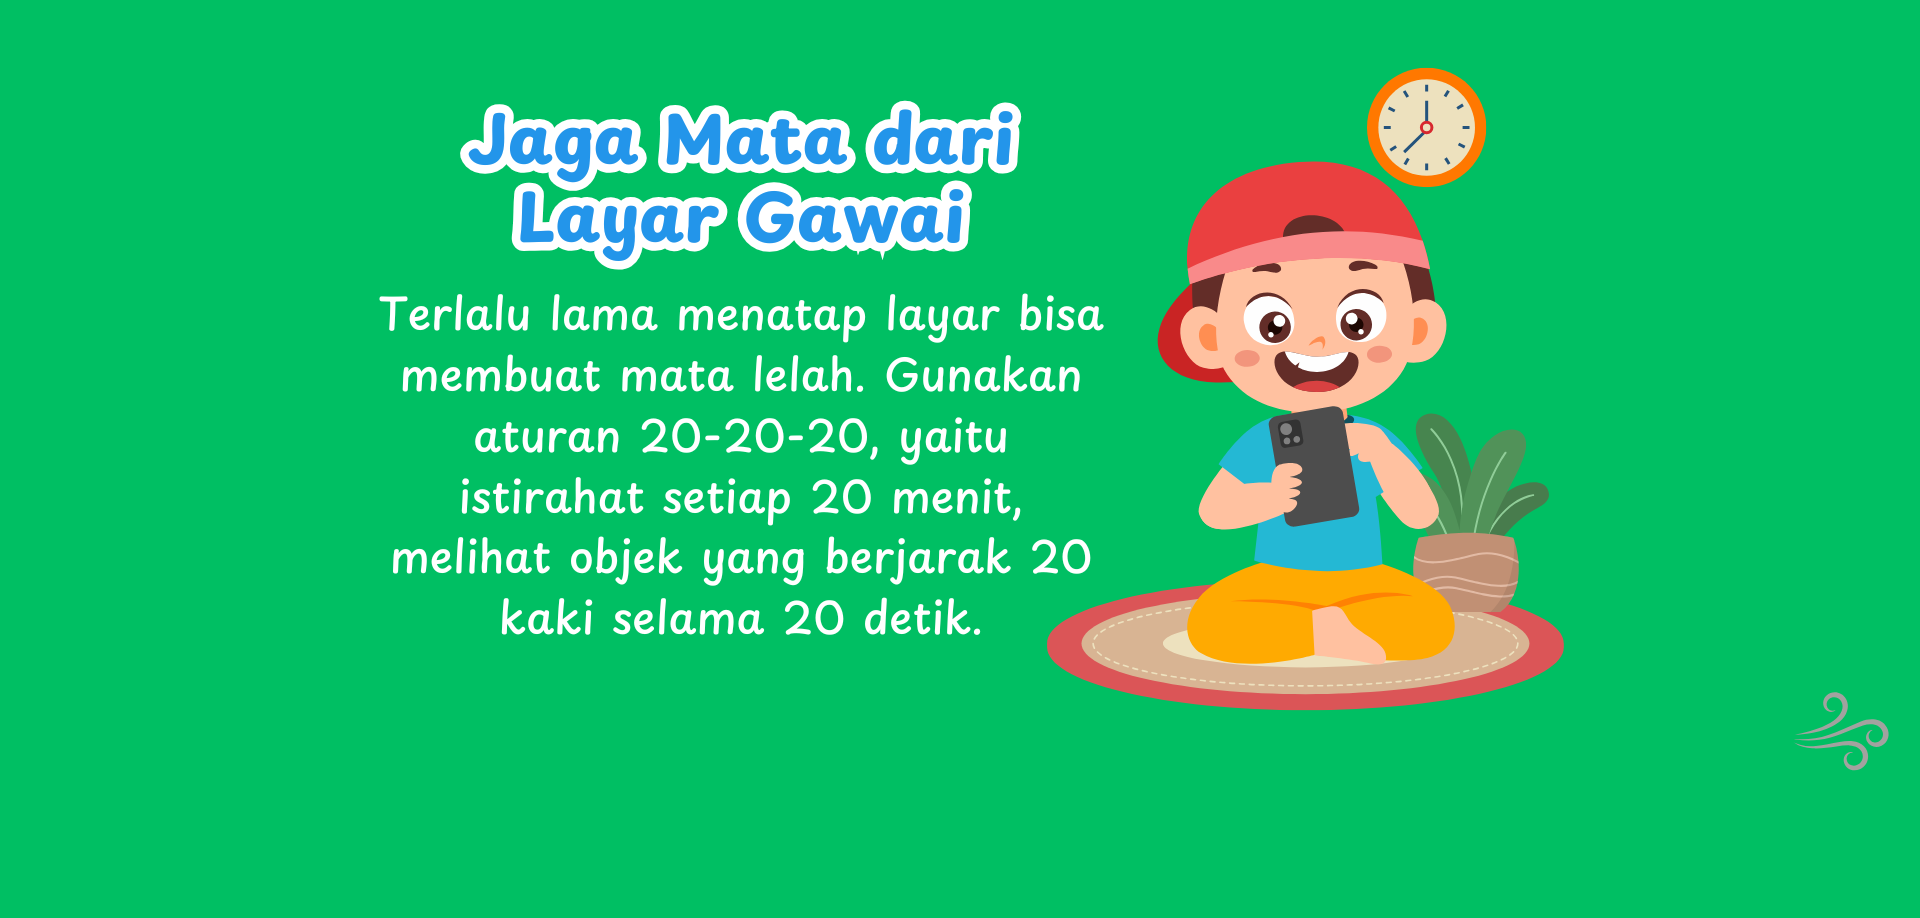 Jaga Mata dari
Layar Gawai
Terlalu lama menatap layar bisa
membuat mata lelah. Gunakan
aturan 20-20-20, yaitu
istirahat setiap 20 menit,
melihat objek yang berjarak 20
kaki selama 20 detik.